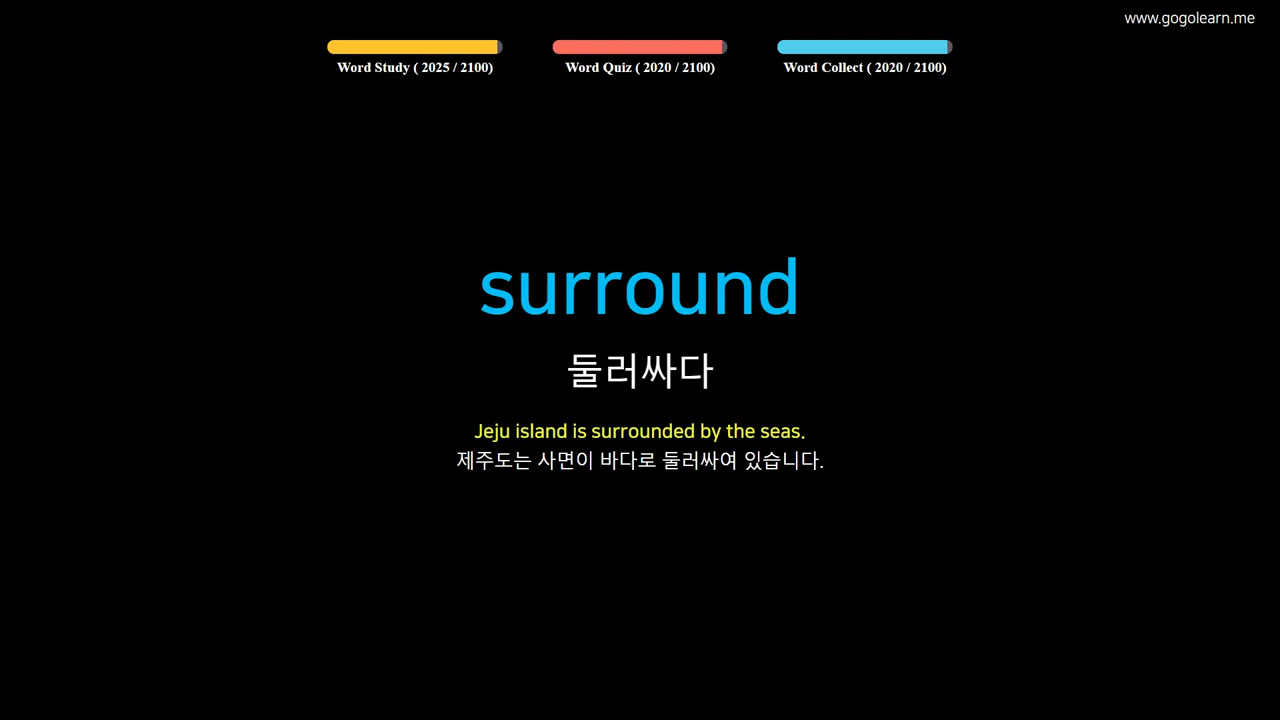 www.gogolearn.me
Word Study ( 2025 / 2100)
Word Quiz ( 2020 / 2100)
Word Collect ( 2020 / 2100)
surround
둘러싸다
Jeju island is surrounded by the seas.
제주도는 사면이 바다로 둘러싸여 있습니다.